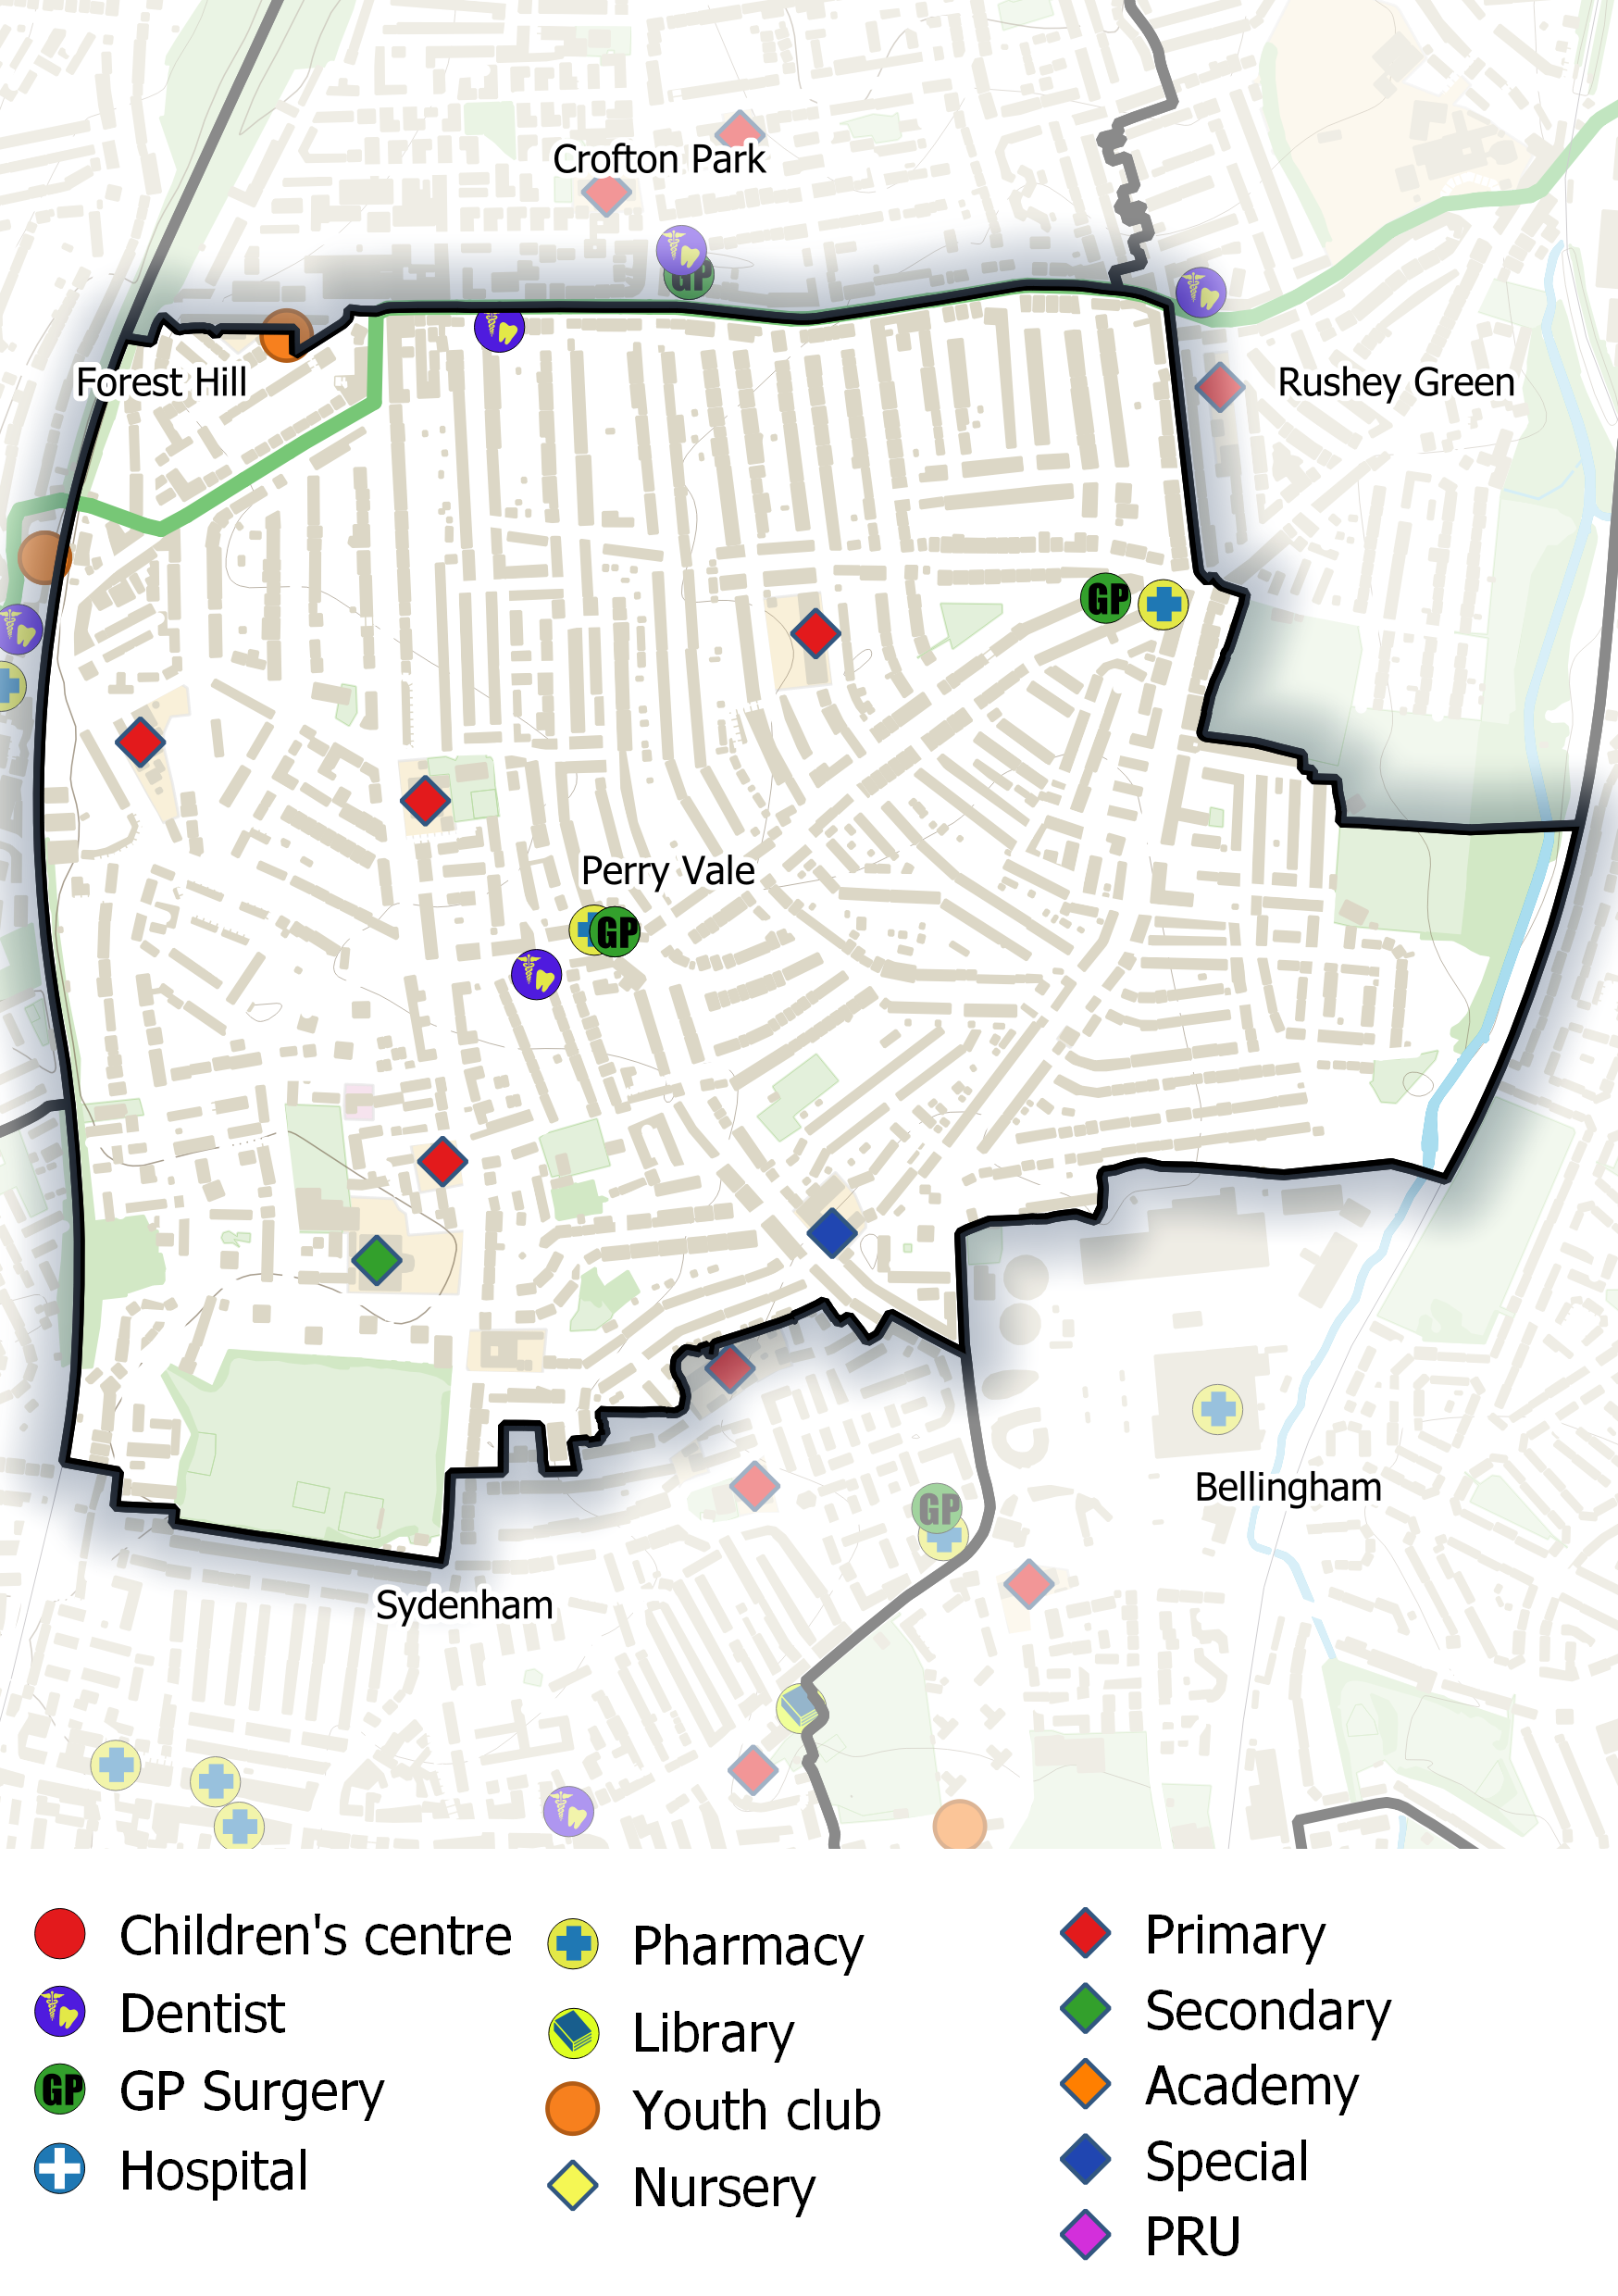 Crofton Park
GP
Forest Hill
Rushey Green
GP
Perry Vale
GP
Bellingham
GP
Sydenham
Children's centre
Dentist
GP GP Surgery
Hospital
Pharmacy
Library
Youth club
Nursery
Primary
Secondary
Academy
Special
PRU